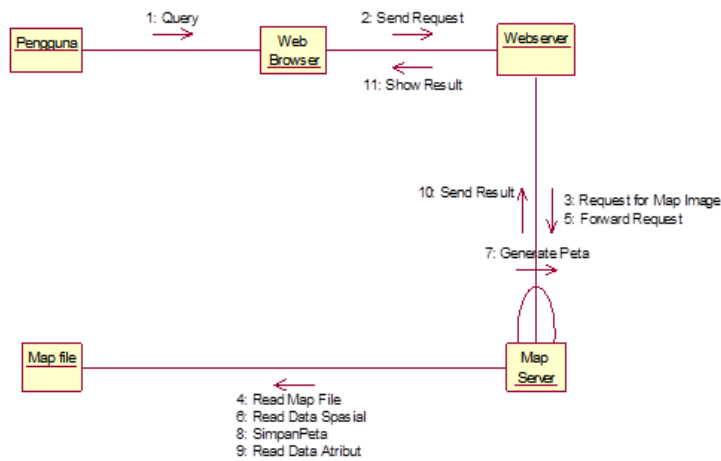 1: Query
2: Send Request
Pengguna
Web
Browser
Webserver
11: Show Result
10: Send Result
3: Request for Map Image
5: Forward Request
7: Generate Peta
Map file
Map
Server
4: Read Map File
6: Read Data Spasial
8: SimpanPeta
9: Read Data Atribut